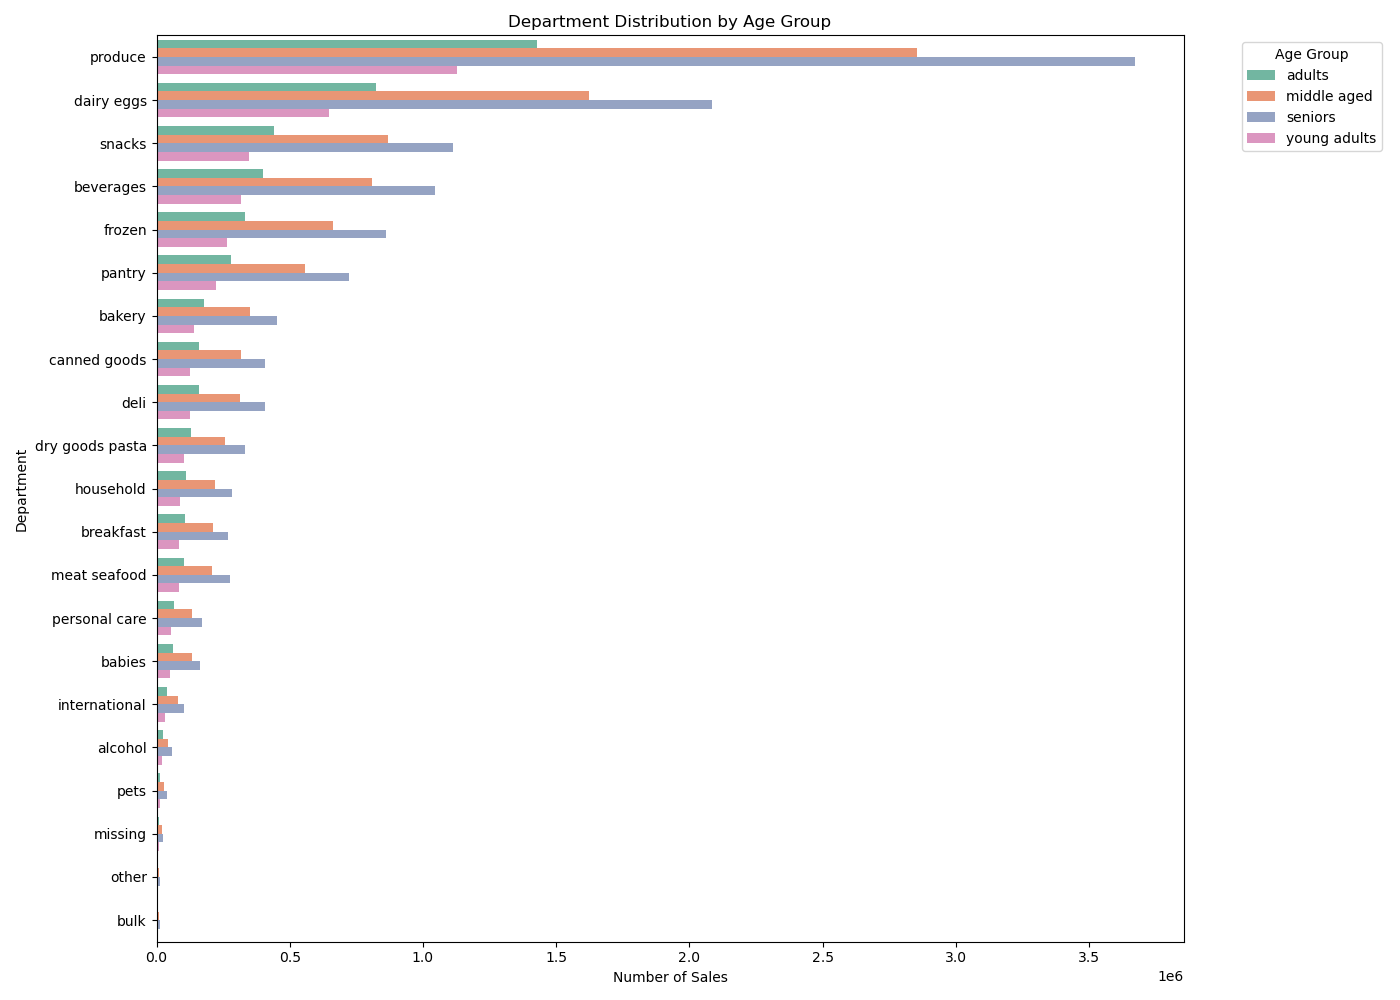 Department Distribution by Age Group
produce
dairy eggs
snacks
beverages
frozen
pantry
bakery
canned goods
deli
dry goods pasta
household
breakfast
meat seafood
personal care
babies
international
alcohol
pets
missing
other
bulk
Department
0.0 0.5 1.0 1.5 2.0 2.5 3.0 3.5
1e6
Number of Sales
Age Group
adults
middle aged
seniors
young adults